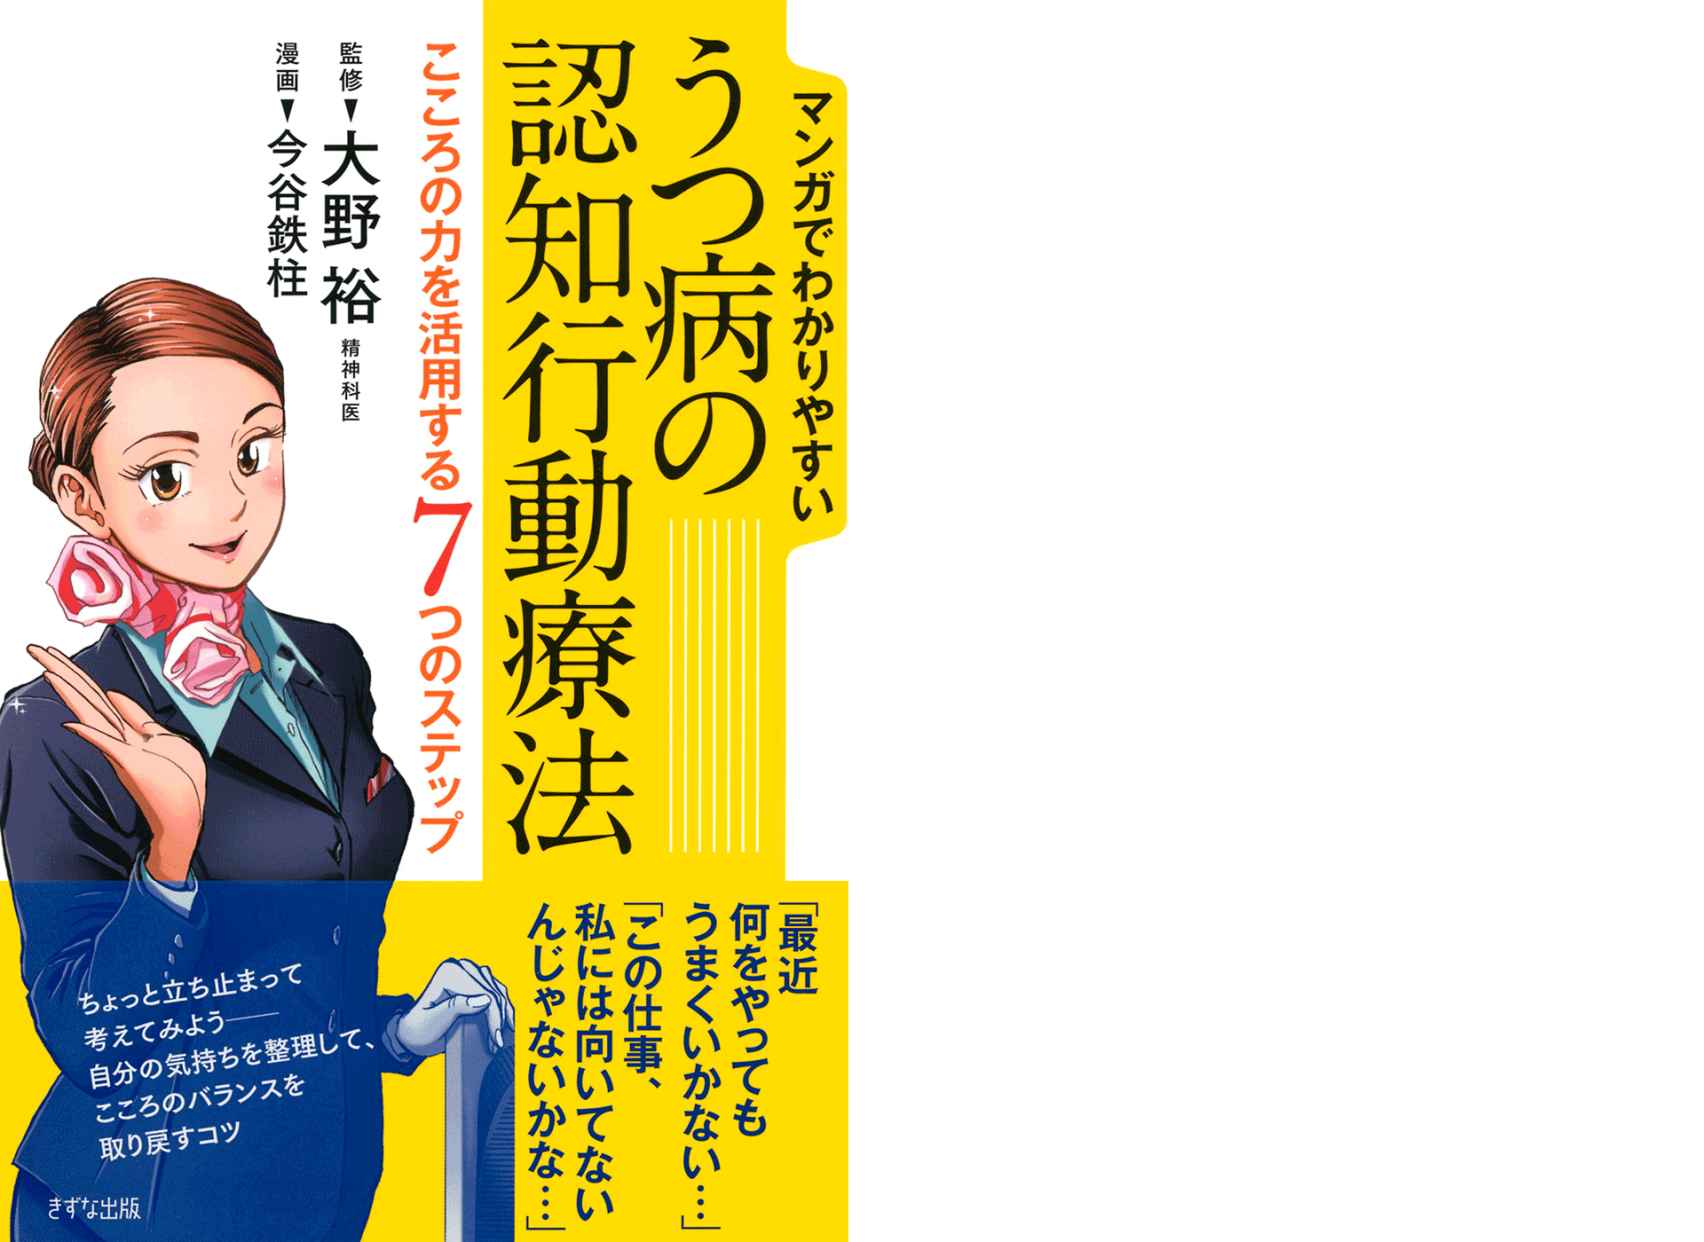 マンガでわかりやすい
うつ病の
認知行動療法
こころの力を活用する7つのステップ
監修▼大野 裕 精神科医
漫画▼今谷鉄柱
「最近
何をやっても
うまくいかない…」
「この仕事、
私には向いてない
んじゃないかな…」
ちょっと立ち止まって
考えてみよう──
自分の気持ちを整理して、
こころのバランスを
取り戻すコツ
きずな出版